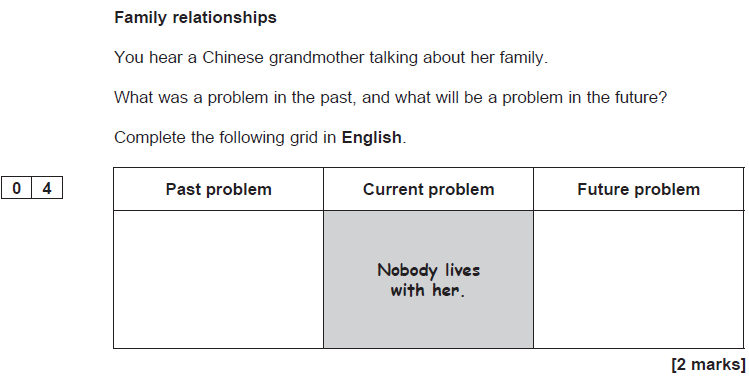 Family relationships
You hear a Chinese grandmother talking about her family.
What was a problem in the past, and what will be a problem in the future?
Complete the following grid in English.
0 4
Past problem Current problem Future problem
Nobody lives
with her.
[2 marks]